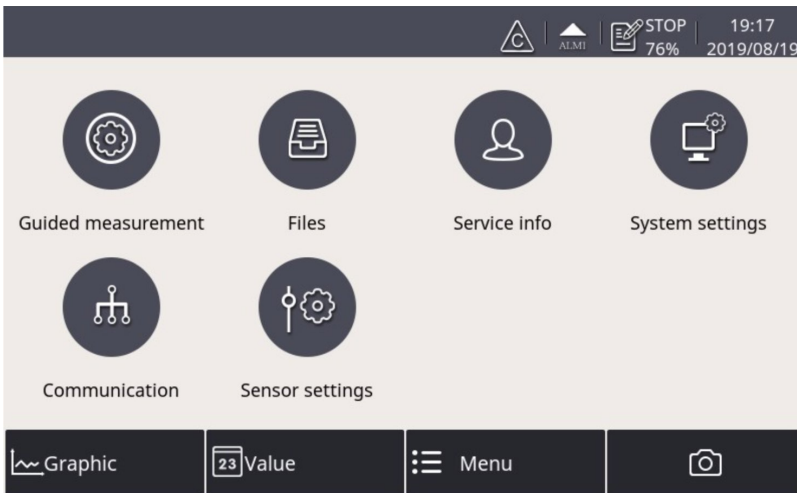 C
ALM1
STOP
76%
19:17
2019/08/19
Guided measurement
Files
Service info
System settings
Communication
Sensor settings
Graphic
23 Value
Menu